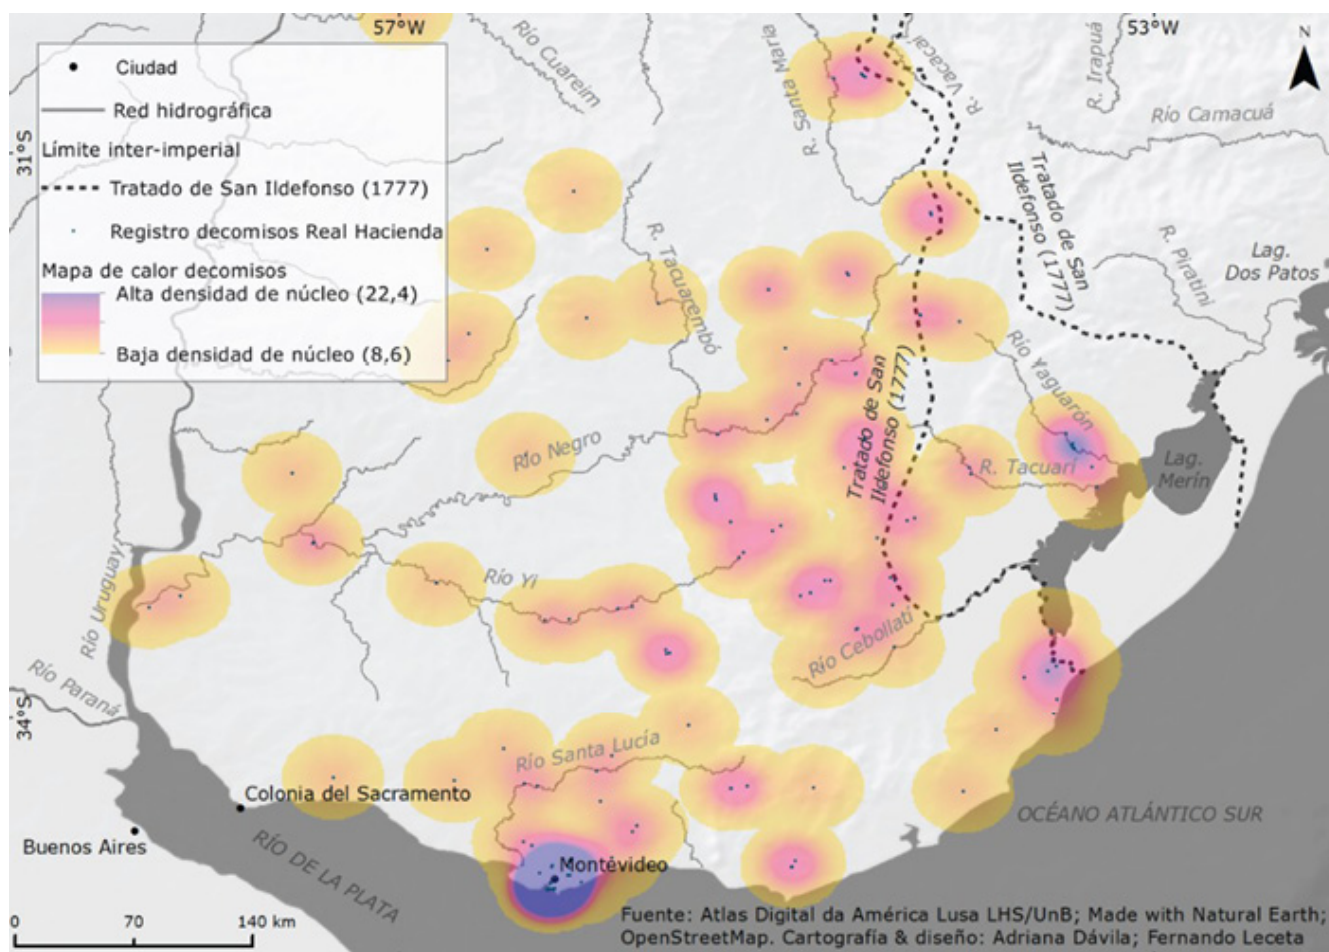 57°W
53°W
N
Ciudad
Red hidrográfica
Límite inter-imperial
Tratado de San Ildefonso (1777)
Registro decomisos Real Hacienda
Mapa de calor decomisos
Alta densidad de núcleo (22,4)
Baja densidad de núcleo (8,6)
31°S
34°S
Río Cuareim
R. Santa María
R. Vacacaí
R. Irapuá
Río Camacuá
Tratado de San
Ildefonso (1777)
R. Piratini
Lag.
Dos Patos
R. Tacuarembó
Río Yaguarón
Tratado de San
Ildefonso (1777)
Río Negro
R. Tacuarí
Lag.
Merín
Río Uruguay
Río Yi
Río Cebollatí
Río Paraná
Río Santa Lucía
Colonia del Sacramento
Buenos Aires
RÍO DE LA PLATA
Montevideo
OCÉANO ATLÁNTICO SUR
0 70 140 km
Fuente: Atlas Digital da América Lusa LHS/UnB; Made with Natural Earth;
OpenStreetMap. Cartografía & diseño: Adriana Dávila; Fernando Leceta